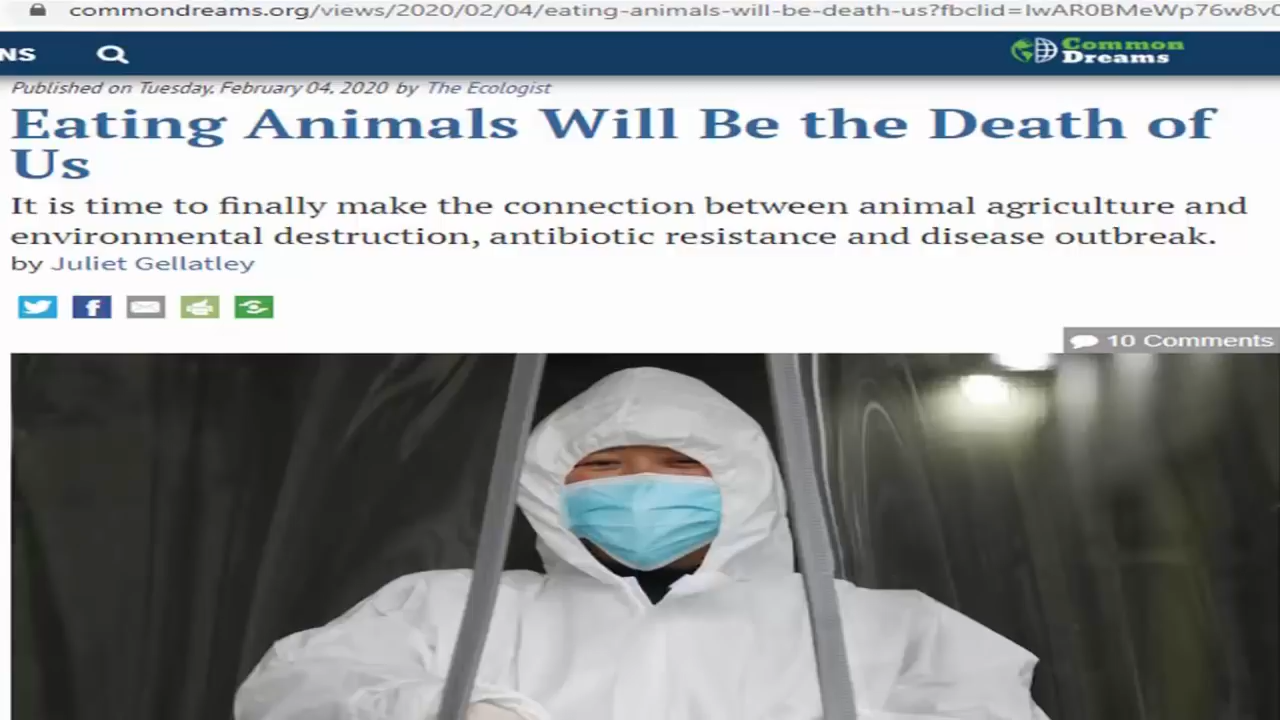 commondreams.org/views/2020/02/04/eating-animals-will-be-death-us?fbclid=IwAR0BMeWp76w8v0
NS
Common
Dreams
Published on Tuesday, February 04, 2020 by The Ecologist
Eating Animals Will Be the Death of
Us
It is time to finally make the connection between animal agriculture and
environmental destruction, antibiotic resistance and disease outbreak.
by Juliet Gellatley
10 Comments